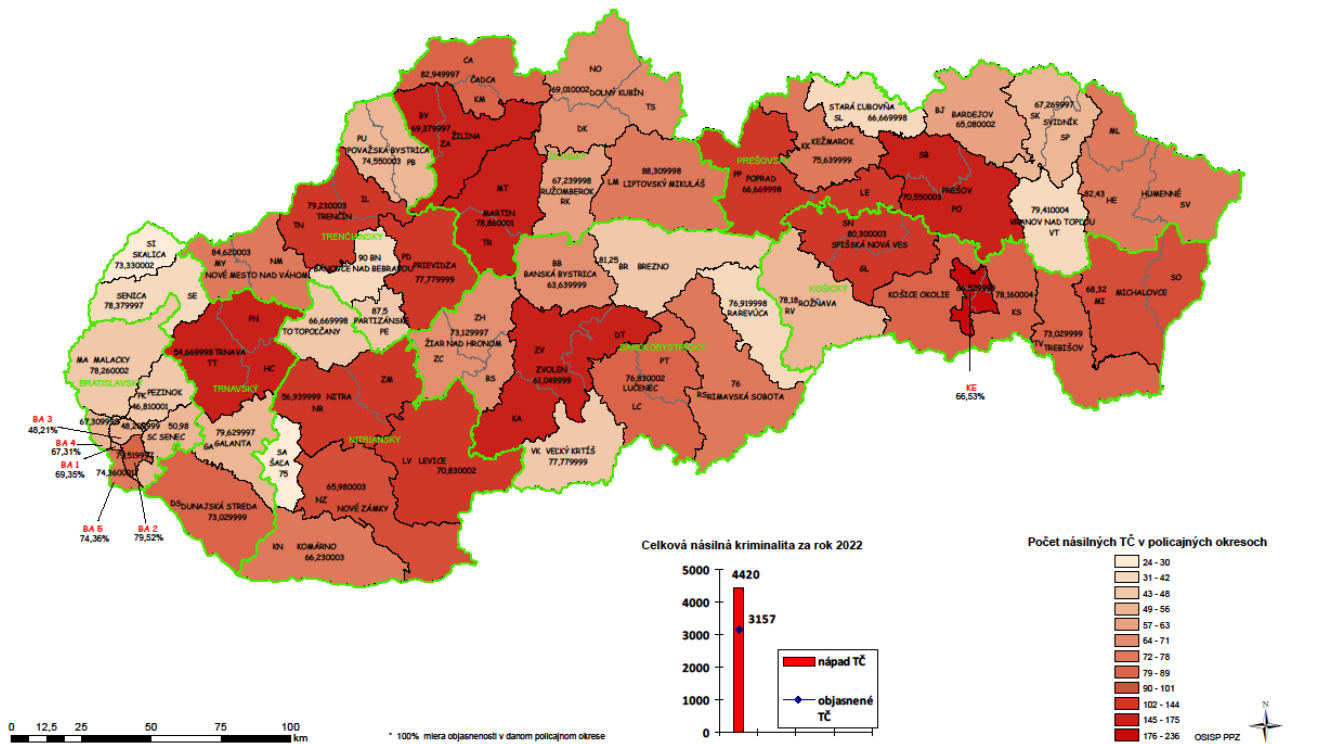 CA
82,949997
ČADCA
KM
NO
69,010002
DOLNÝ KUBÍN
TS
DK
BY
69,379997
ŽILINA
ZA
PU
POVAŽSKÁ BYSTRICA
74,550003
PB
MT
MARTIN
78,860001
TR
ŽILINSKÝ
67,239998
RUŽOMBEROK
RK
88,309998
LM LIPTOVSKÝ MIKULÁŠ
STARÁ ĽUBOVŇA
SL 66,669998
BJ
BARDEJOV
65,080002
67,269997
SK
SVIDNÍK
SP
ML
KK
KEŽMAROK
75,639999
PREŠOVSKÝ
PP
POPRAD
66,669998
LE
SB
PREŠOV
70,550003
PO
82,43
HE
HUMENNÉ
SV
79,410004
VRANOV NAD TOPĽOU
VT
IL
79,230003
TRENČÍN
TN
TRENČIANSKY
90 BN
BÁNOVCE NAD BEBRAVOU
PD
PRIEVIDZA
77,779999
87,5
PARTIZÁNSKE
PE
SI
SKALICA
73,330002
SENICA
78,379997
SE
84,620003
MY
NM
NOVÉ MESTO NAD VÁHOM
66,669998
TO TOPOĽČANY
BB
BANSKÁ BYSTRICA
63,639999
81,25
BR BREZNO
76,919998
RA REVÚCA
78,18
ROŽŇAVA
RV
KOŠICKÝ
SN
80,300003
SPIŠSKÁ NOVÁ VES
GL
KOŠICE OKOLIE
66,529999
78,160004
KS
68,32
MI
MICHALOVCE
SO
73,029999
TV
TREBIŠOV
KE
66,53%
PN
54,669998 TRNAVA
TT
HC
TRNAVSKÝ
MA MALACKY
78,260002
BRATISLAVSKÝ
PEZINOK
PK
46,810001
50,98
SC SENEC
BA 3
48,21%
BA 4
67,31%
BA 1
69,35%
BA 5
74,36%
BA 2
79,52%
79,629997
GALANTA
GA
DS DUNAJSKÁ STREDA
73,029999
SA
ŠAĽA
75
56,939999
NITRA
NR
ZM
NITRIANSKY
LV LEVICE
70,830002
65,980003
NZ
NOVÉ ZÁMKY
KN KOMÁRNO
66,230003
ZH
73,129997
ŽIAR NAD HRONOM
ZC
BS
ZV
ZVOLEN
61,049999
DT
KA
BANSKOBYSTRICKÝ
PT
76,830002
LUČENEC
LC
76
RS RIMAVSKÁ SOBOTA
VK VEĽKÝ KRTÍŠ
77,779999
Celková násilná kriminalita za rok 2022
5000
4000
3000
2000
1000
0
4420
3157
nápad TČ
objasnené
TČ
Počet násilných TČ v policajných okresoch
24 - 30
31 - 42
43 - 48
49 - 56
57 - 63
64 - 71
72 - 78
79 - 89
90 - 101
102 - 144
145 - 175
176 - 236
OSISP PPZ
N
0 12,5 25 50 75 100
km
* 100% miera objasnenosti v danom policajnom okrese